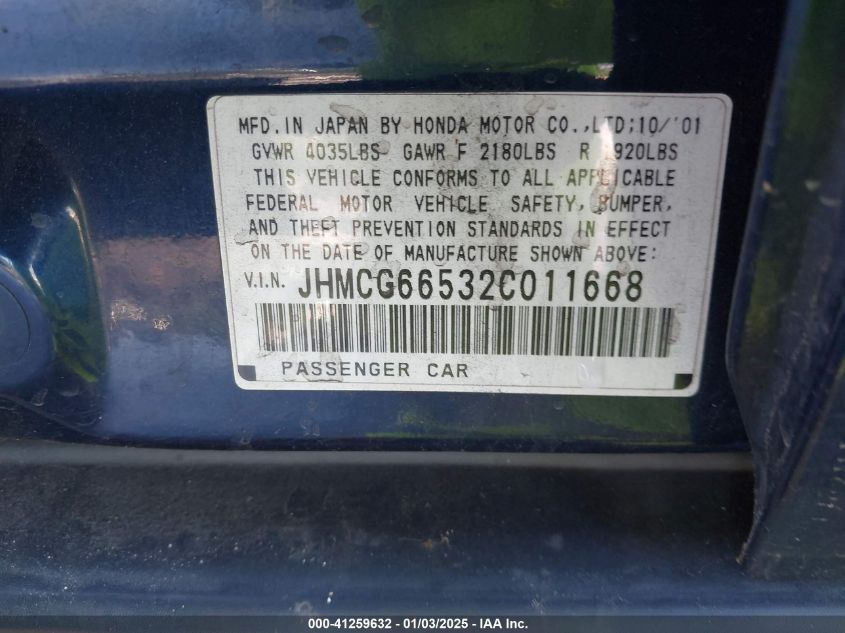 MFD.IN JAPAN BY HONDA MOTOR CO.,LTD;10/'01
GVWR 4035LBS GAWR F 2180LBS R 1920LBS
THIS VEHICLE CONFORMS TO ALL APPLICABLE
FEDERAL MOTOR VEHICLE SAFETY, BUMPER,
AND THEFT PREVENTION STANDARDS IN EFFECT
ON THE DATE OF MANUFACTURE SHOWN ABOVE:
V.I.N. JHMCG66532C011668
PASSENGER CAR
000-41259632 - 01/03/2025 - IAA Inc.